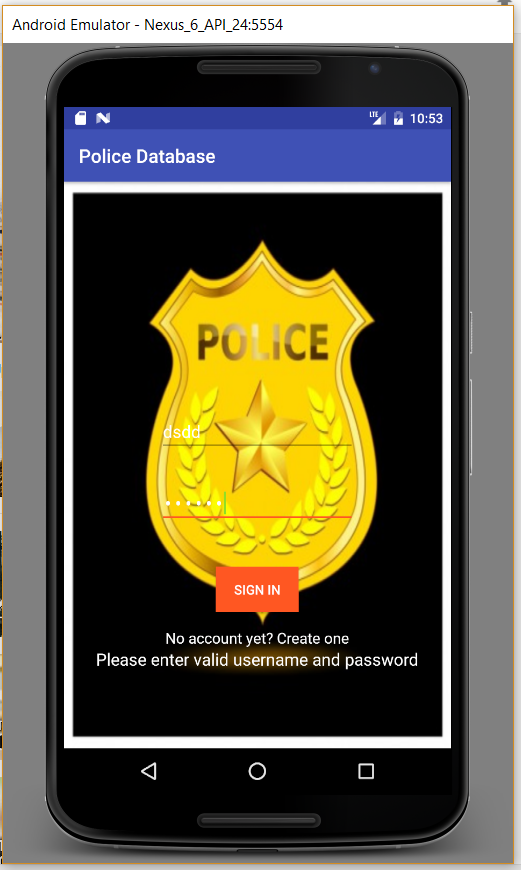 Android Emulator - Nexus_6_API_24:5554
LTE 10:53
Police Database
POLICE
dsdd
••••••
SIGN IN
No account yet? Create one
Please enter valid username and password